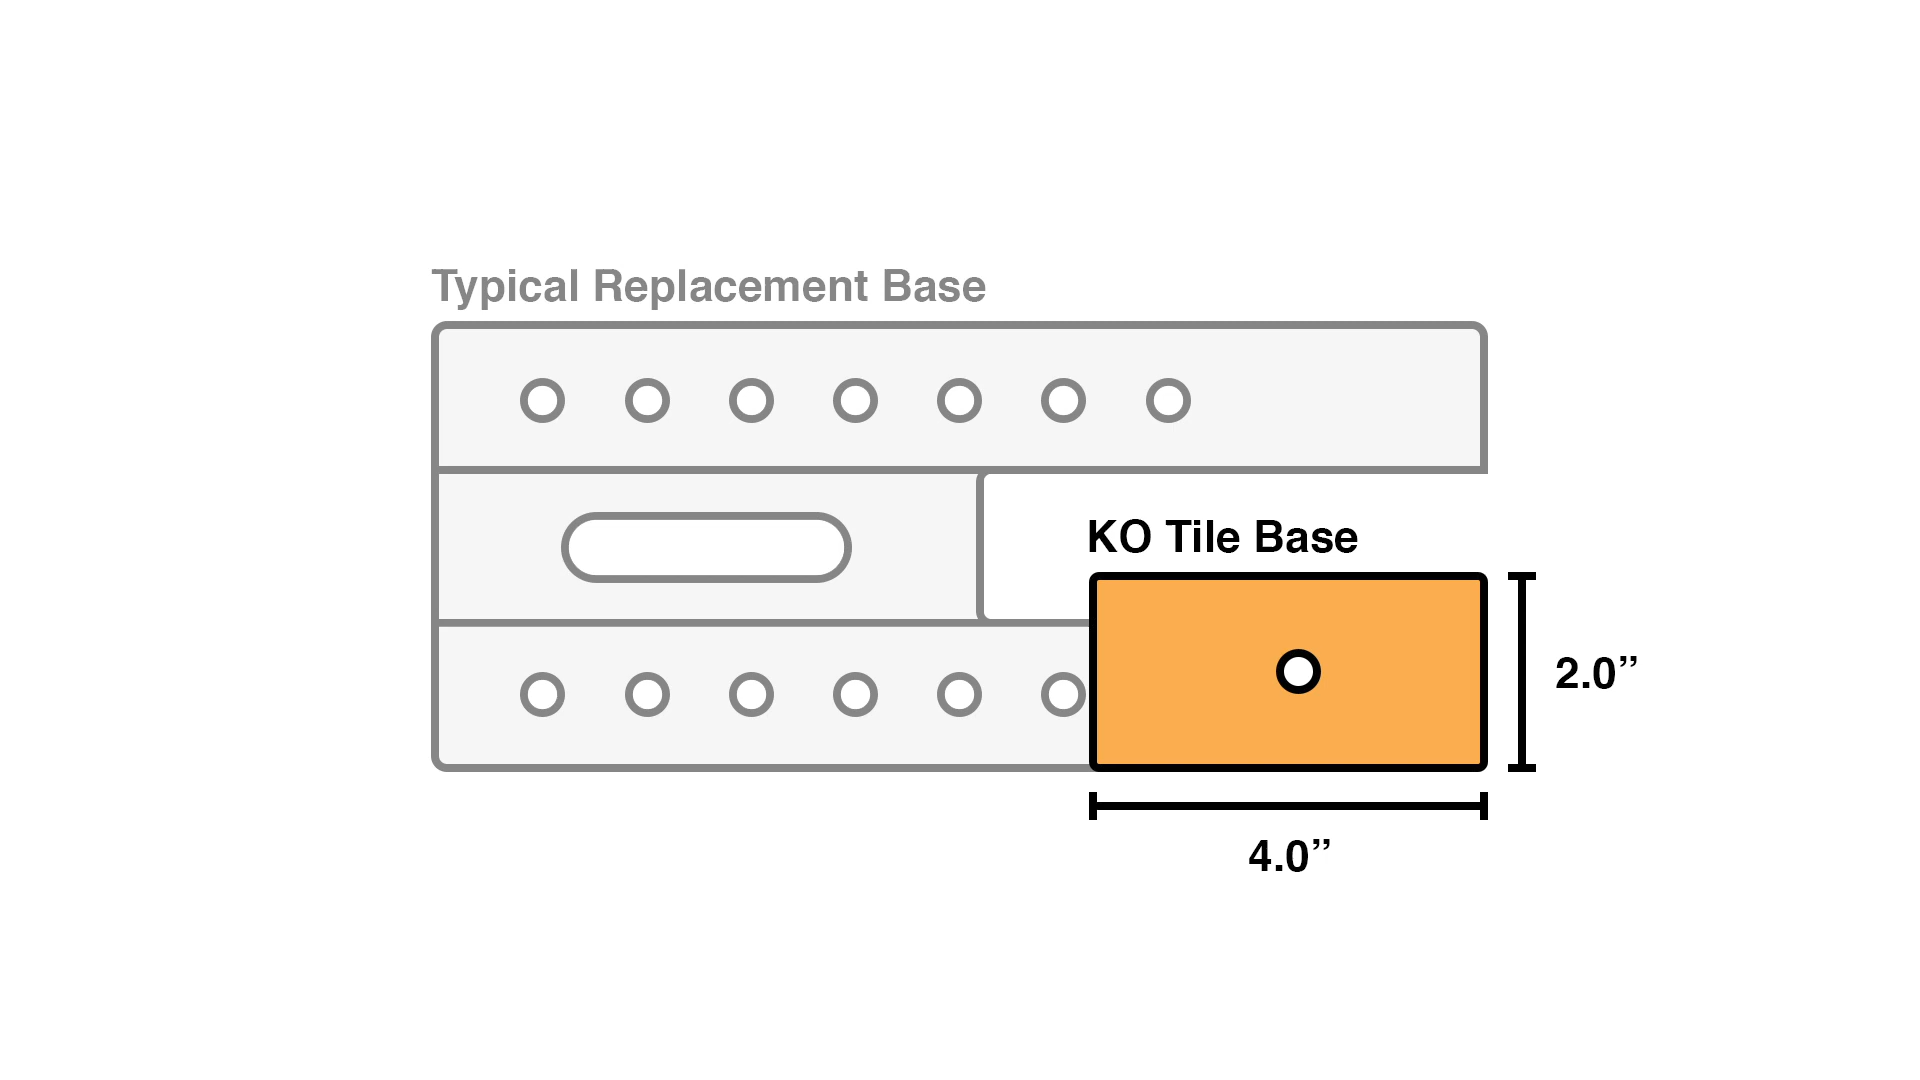 Typical Replacement Base
KO Tile Base
2.0”
4.0”